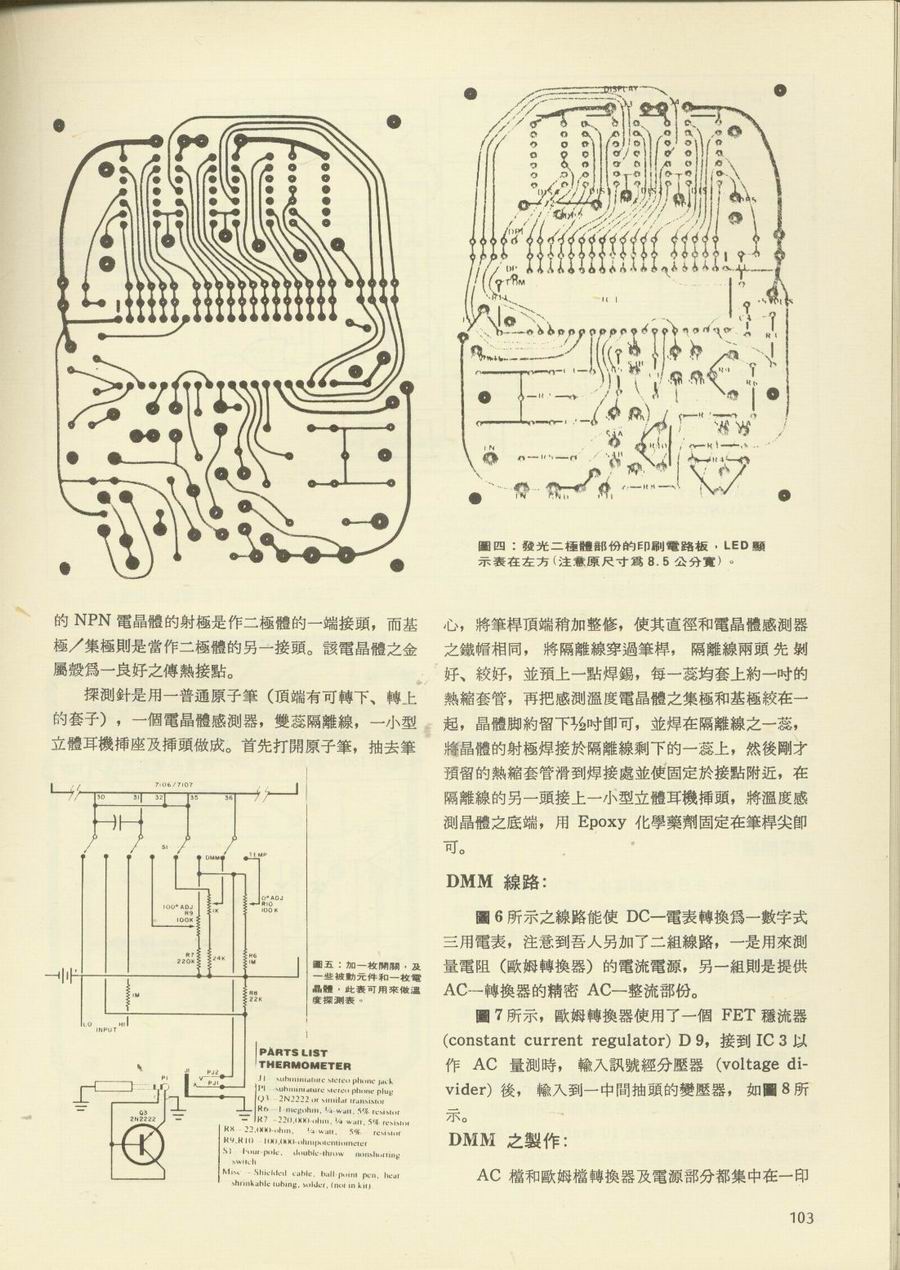 DISPLAY
圖四：發光二極體部份的印刷電路板，LED 顯
示表在左方（注意原尺寸爲 8.5 公分寬）。
的 NPN 電晶體的射極是作二極體的一端接頭，而基
極／集極則是當作二極體的另一接頭。該電晶體之金
屬殼爲一良好之傳熱接點。
探測針是用一普通原子筆（頂端有可轉下、轉上
的套子），一個電晶體感測器，雙蕊隔離線，一小型
立體耳機揷座及揷頭做成。首先打開原子筆，抽去筆
7106/7107
30 31 32 35 36
S1
DMM
TEMP
100° ADJ
R9
100K
1K
0° ADJ
R10
100K
R7
220K
24K
R6
1M
R8
22K
1M
LO HI
INPUT
P1
J1
PJ2
PJ1
Q3
2N2222
圖五：加一枚開關，及
一些被動元件和一枚電
晶體，此表可用來做溫
度探測表。
PARTS LIST
THERMOMETER
J1 - subminiature stereo phone jack
P1 - subminiature stereo phone plug
Q3 - 2N2222 or similar transistor
R6 - 1-megohm, ¼-watt, 5% resistor
R7 - 220,000-ohm, ¼-watt, 5% resistor
R8 - 22,000-ohm, ¼-watt, 5% resistor
R9,R10 - 100,000-ohm potentiometer
S1 - Four-pole, double-throw nonshorting
switch
Misc - Shielded cable, ball-point pen, heat
shrinkable tubing, solder, (not in kit)
心，將筆桿頂端稍加整修，使其直徑和電晶體感測器
之鐵帽相同， 將隔離線穿過筆桿， 隔離線兩頭先剝
好、絞好，並預上一點焊錫，每一蕊均套上約一吋的
熱縮套管，再把感測溫度電晶體之集極和基極絞在一
起，晶體脚約留下½吋卽可，並焊在隔離線之一蕊，
將晶體的射極焊接於隔離線剩下的一蕊上，然後剛才
預留的熱縮套管滑到焊接處並使固定於接點附近，在
隔離線的另一頭接上一小型立體耳機揷頭，將溫度感
測晶體之底端，用 Epoxy 化學藥劑固定在筆桿尖卽
可。
DMM 線路：
圖 6 所示之線路能使 DC—電表轉換爲一數字式
三用電表，注意到吾人另加了二組線路，一是用來測
量電阻（歐姆轉換器）的電流電源，另一組則是提供
AC—轉換器的精密 AC—整流部份。
圖 7 所示，歐姆轉換器使用了一個 FET 穩流器
(constant current regulator) D 9，接到 IC 3 以
作 AC 量測時， 輸入訊號經分壓器 (voltage di-
vider) 後， 輸入到一中間抽頭的變壓器， 如圖 8 所
示。
DMM 之製作：
AC 檔和歐姆檔轉換器及電源部分都集中在一印
103